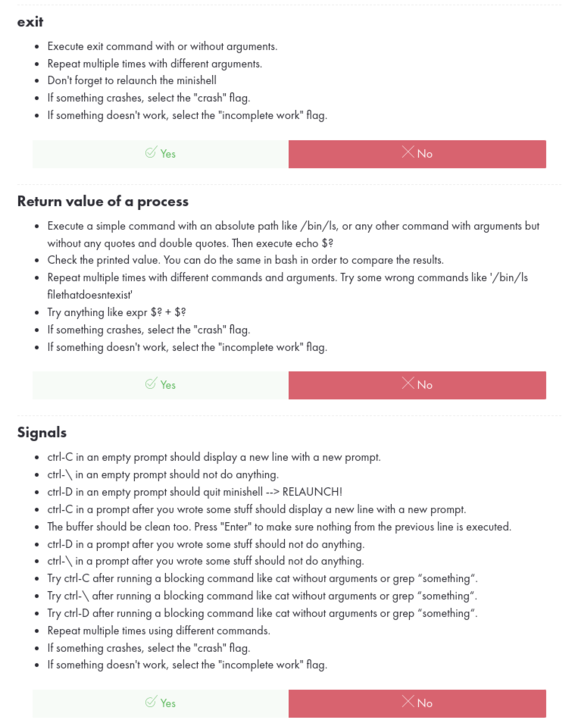 exit
• Execute exit command with or without arguments.
• Repeat multiple times with different arguments.
• Don't forget to relaunch the minishell
• If something crashes, select the "crash" flag.
• If something doesn't work, select the "incomplete work" flag.
Yes
No
Return value of a process
• Execute a simple command with an absolute path like /bin/ls, or any other command with arguments but
without any quotes and double quotes. Then execute echo $?
• Check the printed value. You can do the same in bash in order to compare the results.
• Repeat multiple times with different commands and arguments. Try some wrong commands like '/bin/ls
filethatdoesntexist'
• Try anything like expr $? + $?
• If something crashes, select the "crash" flag.
• If something doesn't work, select the "incomplete work" flag.
Yes
No
Signals
• ctrl-C in an empty prompt should display a new line with a new prompt.
• ctrl-\ in an empty prompt should not do anything.
• ctrl-D in an empty prompt should quit minishell --> RELAUNCH!
• ctrl-C in a prompt after you wrote some stuff should display a new line with a new prompt.
• The buffer should be clean too. Press "Enter" to make sure nothing from the previous line is executed.
• ctrl-D in a prompt after you wrote some stuff should not do anything.
• ctrl-\ in a prompt after you wrote some stuff should not do anything.
• Try ctrl-C after running a blocking command like cat without arguments or grep “something“.
• Try ctrl-\ after running a blocking command like cat without arguments or grep “something“.
• Try ctrl-D after running a blocking command like cat without arguments or grep “something“.
• Repeat multiple times using different commands.
• If something crashes, select the "crash" flag.
• If something doesn't work, select the "incomplete work" flag.
Yes
No